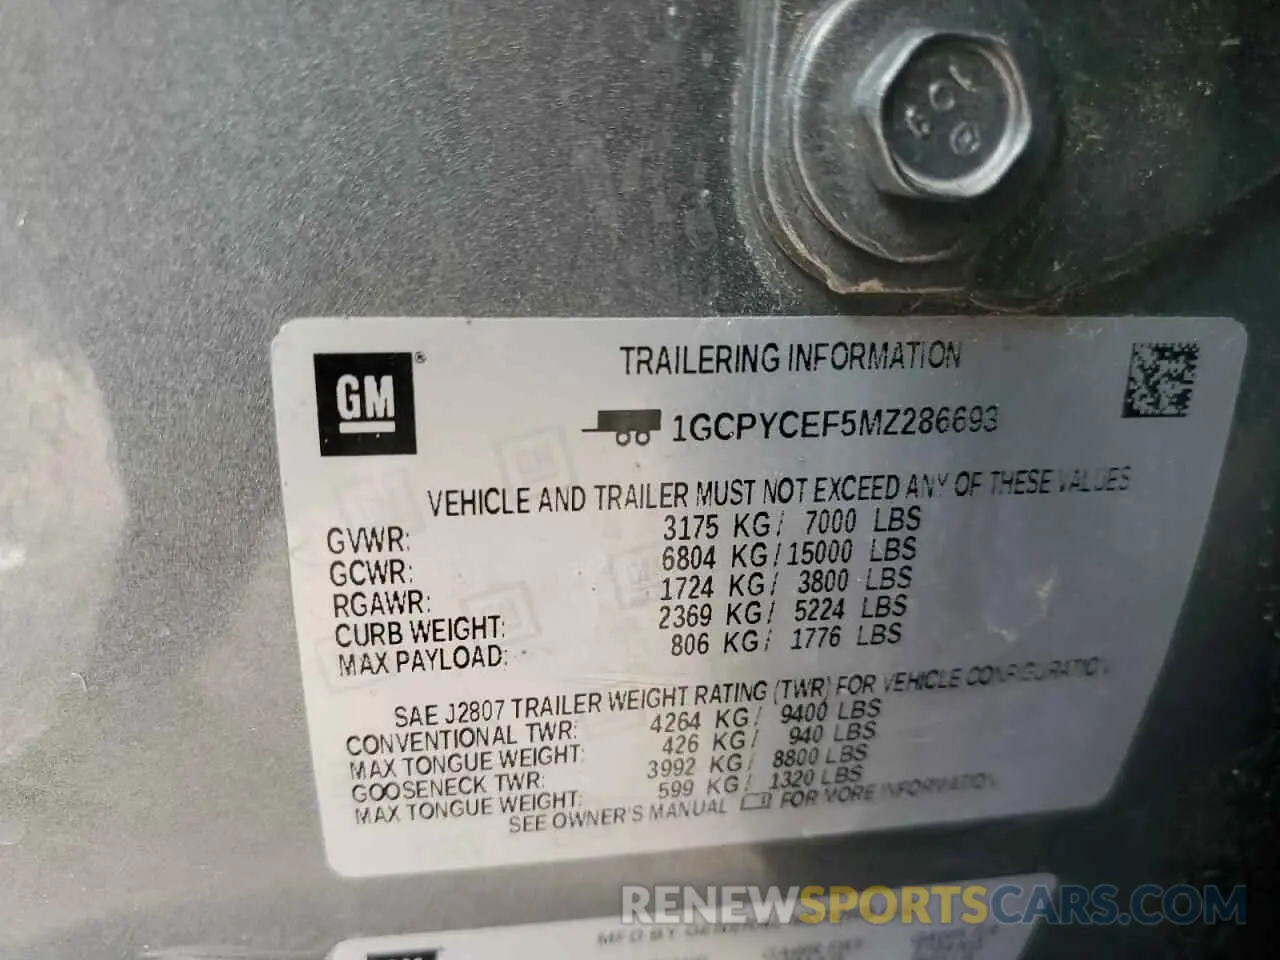 GM®
TRAILERING INFORMATION
1GCPYCEF5MZ286693
VEHICLE AND TRAILER MUST NOT EXCEED ANY OF THESE VALUES
GVWR: 3175 KG/ 7000 LBS
GCWR: 6804 KG/ 15000 LBS
RGAWR: 1724 KG/ 3800 LBS
CURB WEIGHT: 2369 KG/ 5224 LBS
MAX PAYLOAD: 806 KG/ 1776 LBS
SAE J2807 TRAILER WEIGHT RATING (TWR) FOR VEHICLE CONFIGURATION
CONVENTIONAL TWR: 4264 KG/ 9400 LBS
MAX TONGUE WEIGHT: 426 KG/ 940 LBS
GOOSENECK TWR: 3992 KG/ 8800 LBS
MAX TONGUE WEIGHT: 599 KG/ 1320 LBS
SEE OWNER'S MANUAL FOR MORE INFORMATION
RENEWSPORTSCARS.COM
MFD BY
GM